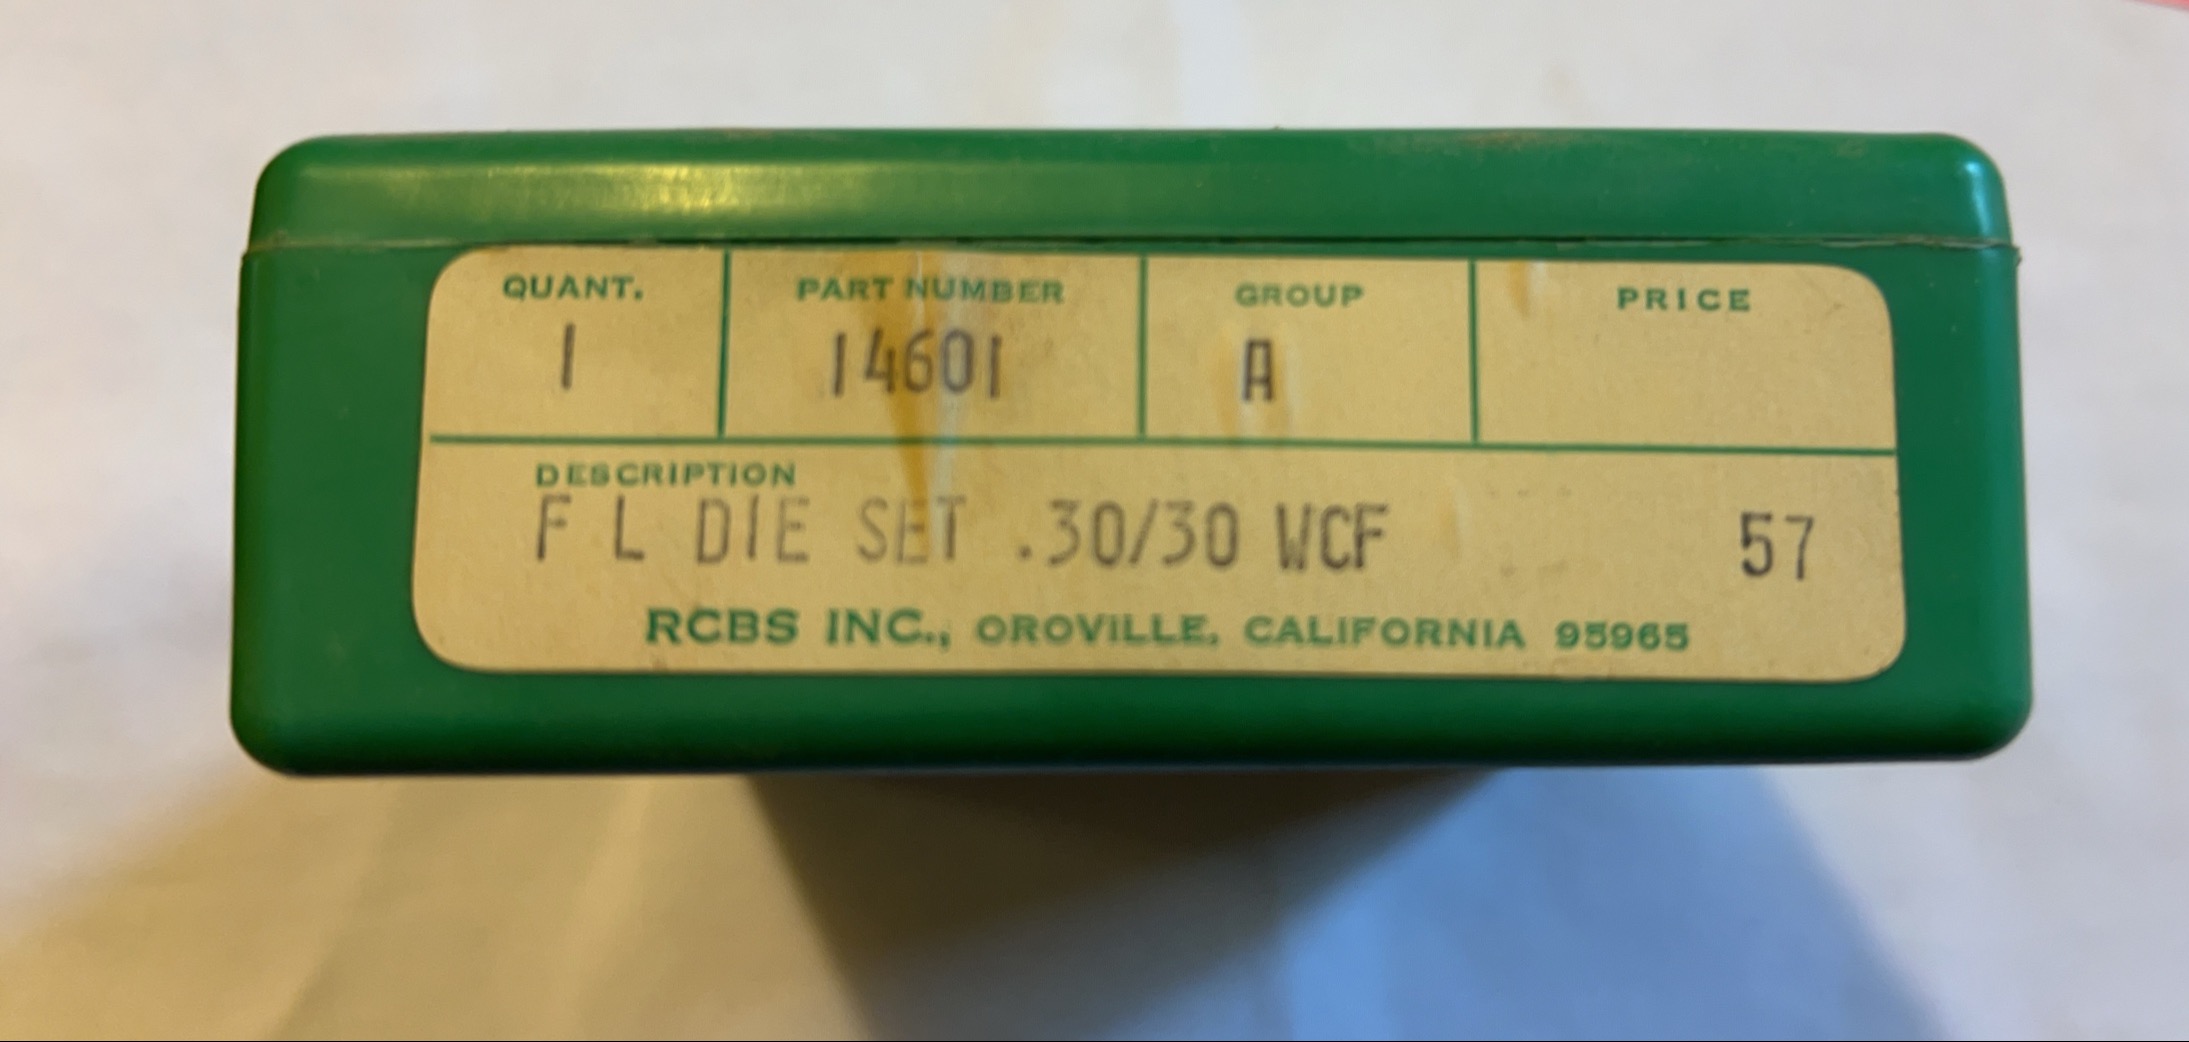 QUANT. PART NUMBER GROUP PRICE
1 14601 A
DESCRIPTION
F L DIE SET .30/30 WCF 57
RCBS INC., OROVILLE, CALIFORNIA 95965